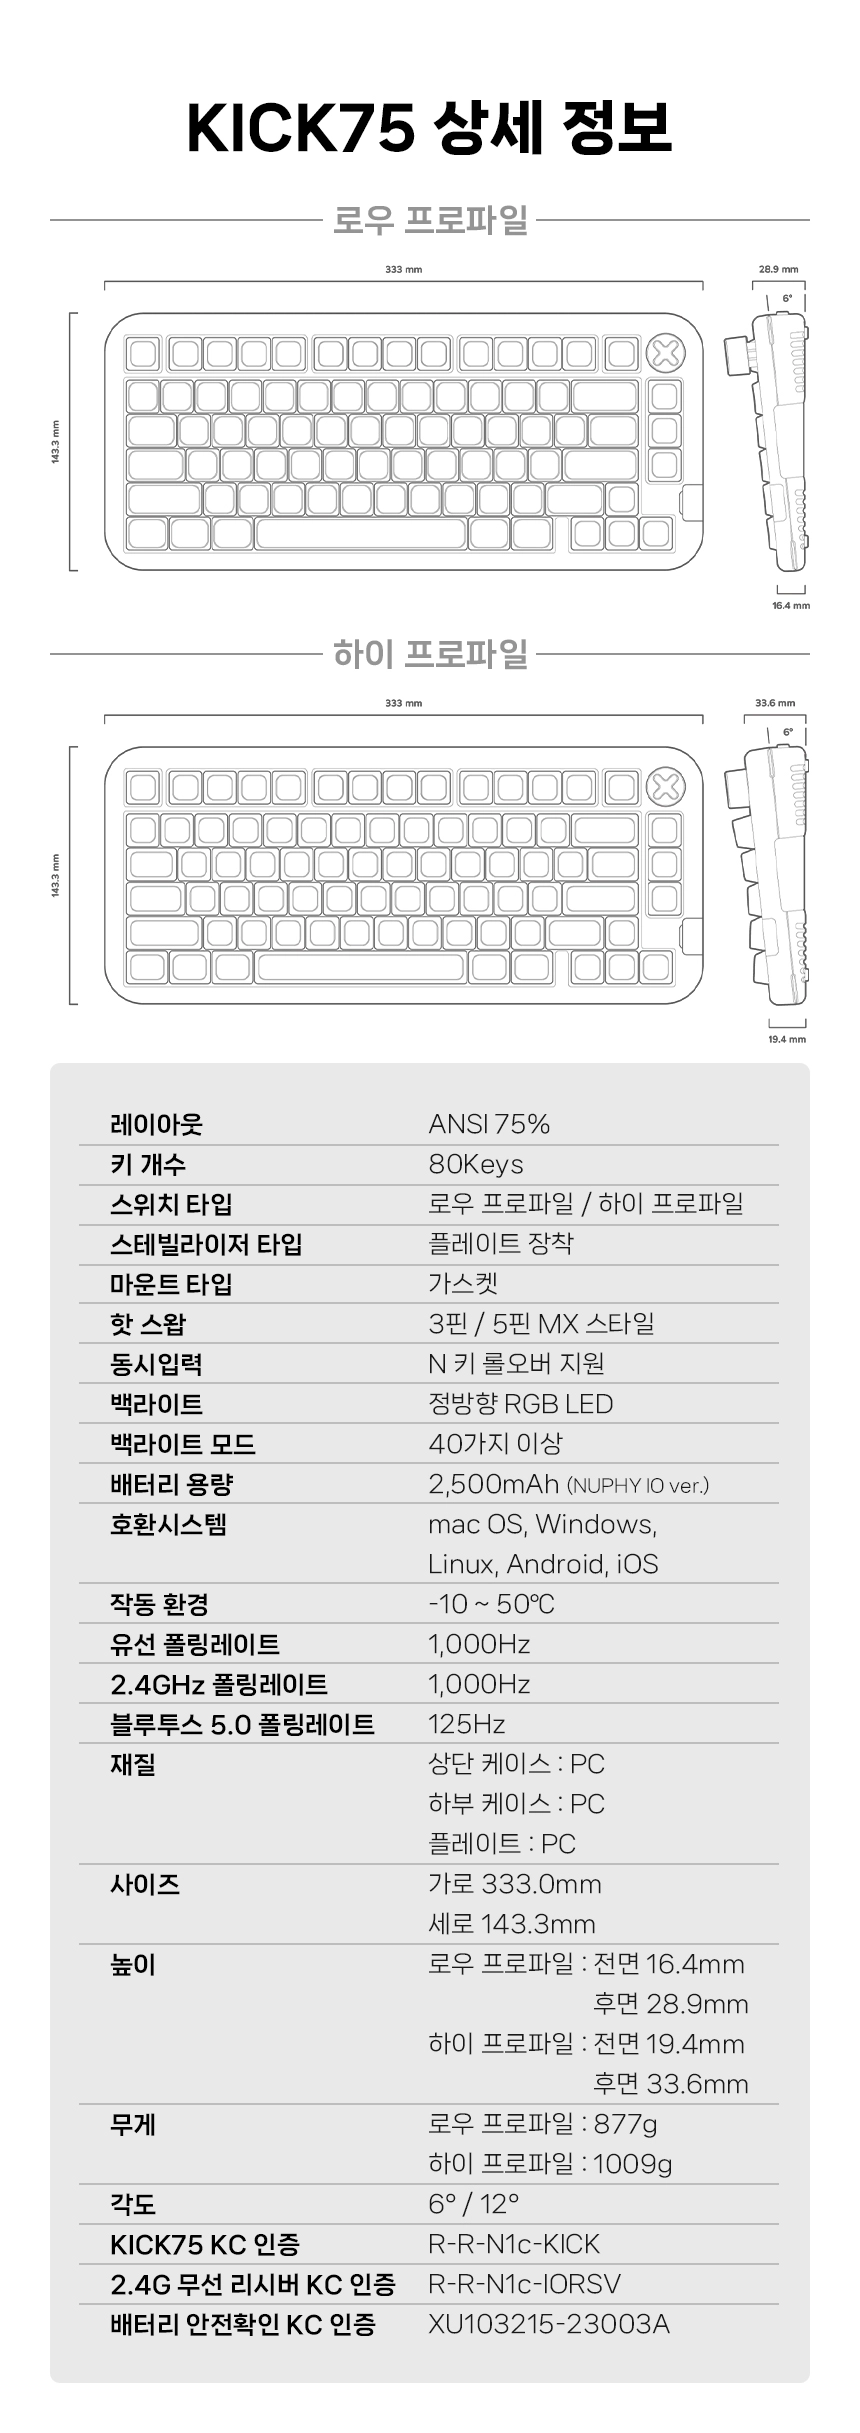 KICK75 상세 정보
로우 프로파일
333 mm
28.9 mm
6°
143.3 mm
16.4 mm
하이 프로파일
333 mm
33.6 mm
6°
143.3 mm
19.4 mm
레이아웃 ANSI 75%
키 개수 80Keys
스위치 타입 로우 프로파일 / 하이 프로파일
스테빌라이저 타입 플레이트 장착
마운트 타입 가스켓
핫 스왑 3핀 / 5핀 MX 스타일
동시입력 N 키 롤오버 지원
백라이트 정방향 RGB LED
백라이트 모드 40가지 이상
배터리 용량 2,500mAh (NUPHY IO ver.)
호환시스템 mac OS, Windows,
Linux, Android, iOS
작동 환경 -10 ~ 50℃
유선 폴링레이트 1,000Hz
2.4GHz 폴링레이트 1,000Hz
블루투스 5.0 폴링레이트 125Hz
재질 상단 케이스 : PC
하부 케이스 : PC
플레이트 : PC
사이즈 가로 333.0mm
세로 143.3mm
높이 로우 프로파일 : 전면 16.4mm
후면 28.9mm
하이 프로파일 : 전면 19.4mm
후면 33.6mm
무게 로우 프로파일 : 877g
하이 프로파일 : 1009g
각도 6° / 12°
KICK75 KC 인증 R-R-N1c-KICK
2.4G 무선 리시버 KC 인증 R-R-N1c-IORSV
배터리 안전확인 KC 인증 XU103215-23003A